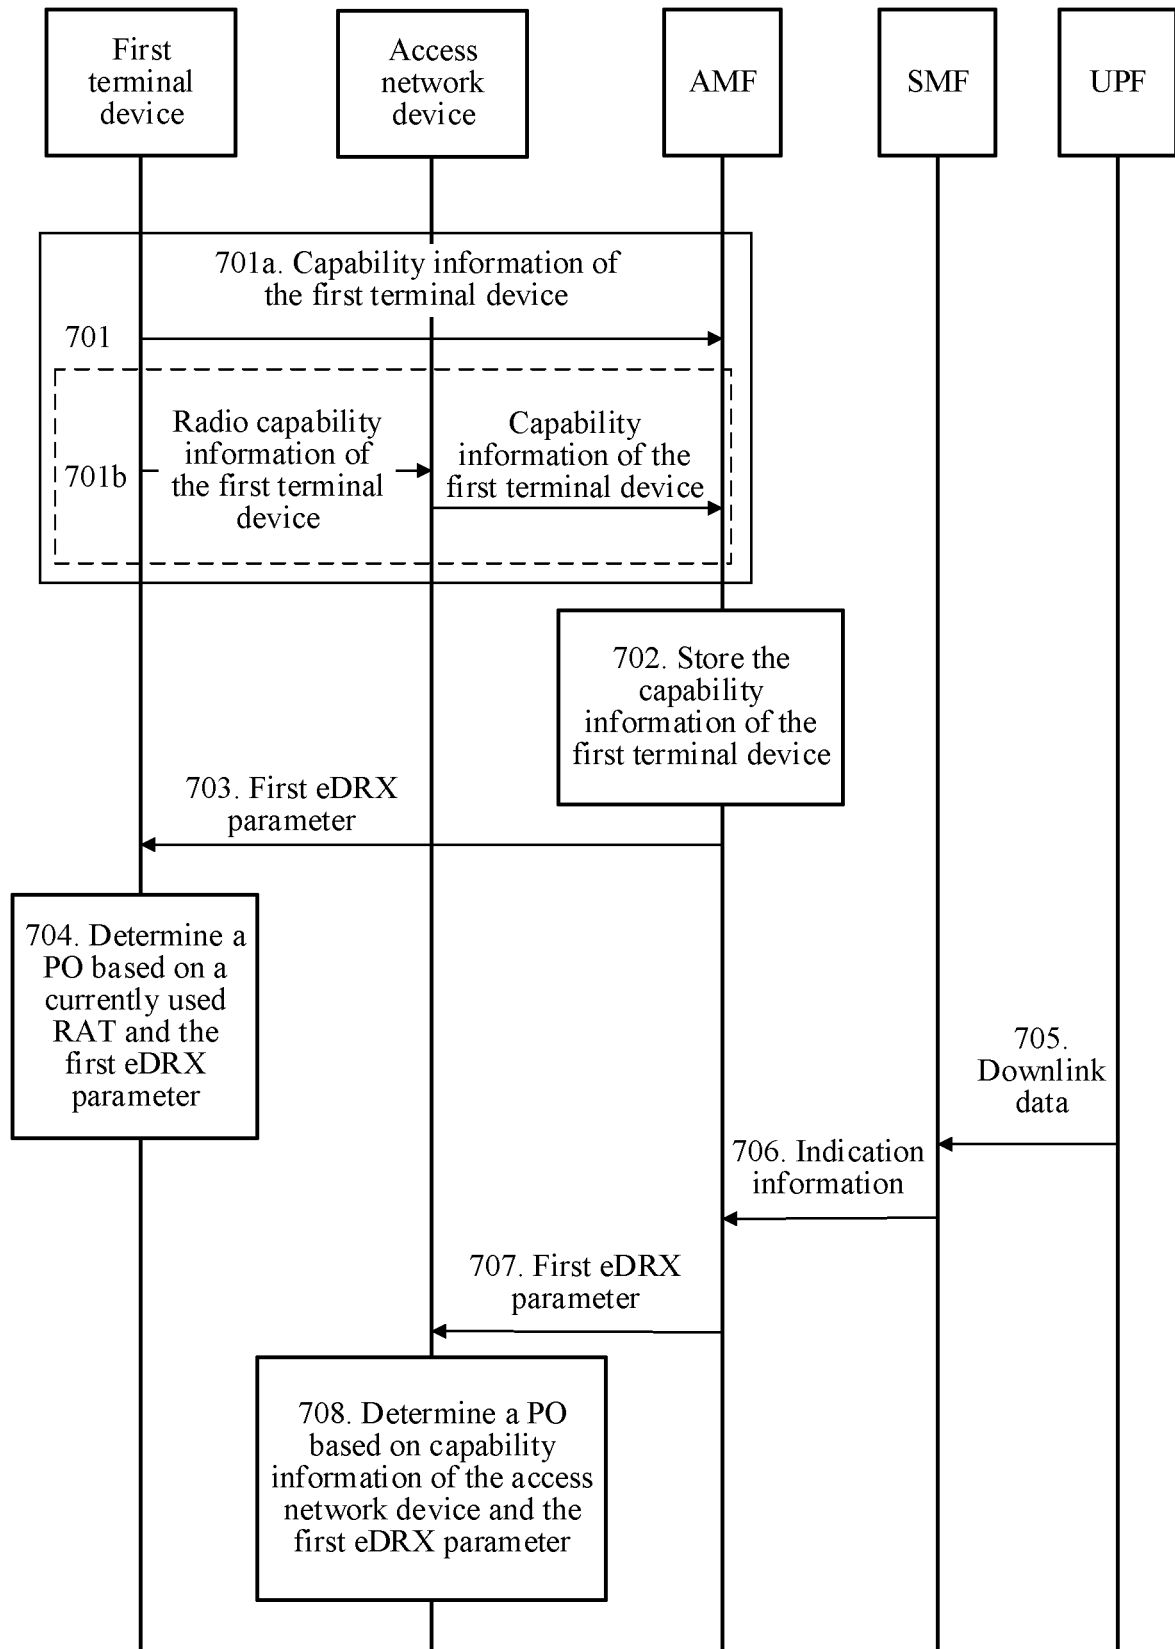 First
terminal
device
Access
network
device
AMF
SMF
UPF
701a. Capability information of
the first terminal device
701
701b
Radio capability
information of
the first terminal
device
Capability
information of the
first terminal device
702. Store the
capability
information of the
first terminal device
703. First eDRX
parameter
704. Determine a
PO based on a
currently used
RAT and the
first eDRX
parameter
705.
Downlink
data
706. Indication
information
707. First eDRX
parameter
708. Determine a PO
based on capability
information of the access
network device and the
first eDRX parameter